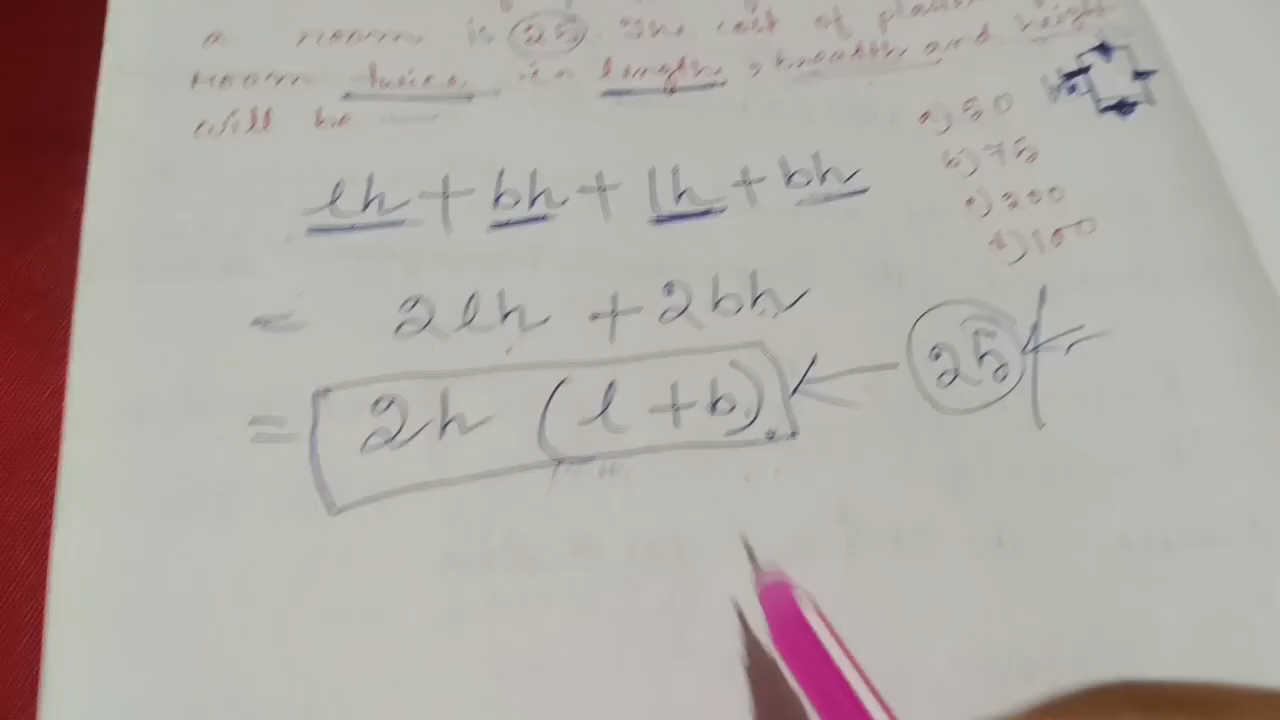 a room is 25. The cost of
room twice in length, breadth and height
will be
a) 50
b) 75
c) 200
d) 100
lh + bh + lh + bh
= 2lh + 2bh
= 2h (l + b) ← 25